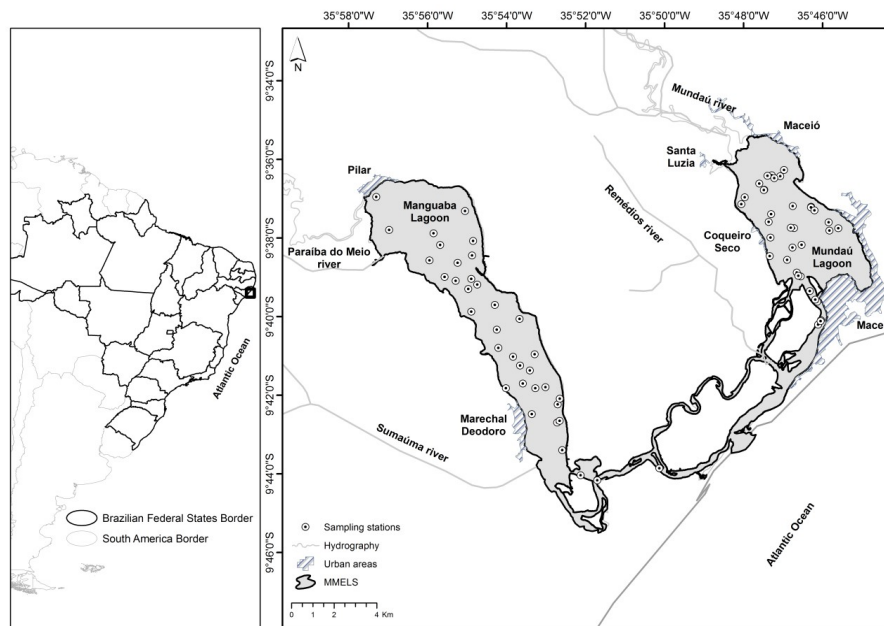 35°58'0"W 35°56'0"W 35°54'0"W 35°52'0"W 35°50'0"W 35°48'0"W 35°46'0"W
N
9°34'0"S
9°36'0"S
9°38'0"S
9°40'0"S
9°42'0"S
9°44'0"S
9°46'0"S
Mundaú river
Maceió
Santa
Luzia
Pilar
Manguaba
Lagoon
Remédios river
Paraíba do Meio
river
Coqueiro
Seco
Mundaú
Lagoon
Mace
Marechal
Deodoro
Sumaúma river
Atlantic Ocean
Atlantic Ocean
Brazilian Federal States Border
South America Border
Sampling stations
Hydrography
Urban areas
MMELS
0 2 4 Km